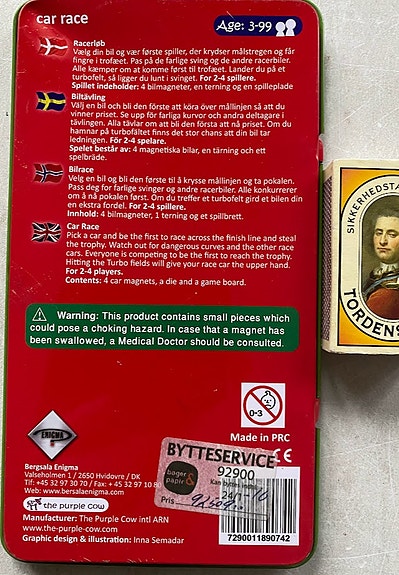 car race
Age: 3-99
Racerløb
Vælg din bil og vær første spiller, der krydser målstregen og får
fingre i trofæet. Pas på de farlige sving og de andre racerbiler.
Alle kæmper om at komme først til trofæet. Lander du på et
turbofelt, så ligger du lunt i svinget. For 2-4 spillere.
Spillet indeholder: 4 bilmagneter, en terning og en spilleplade
Biltävling
Välj en bil och bli den första att köra över mållinjen så att du
vinner priset. Se upp för farliga kurvor och andra deltagare i
tävlingen. Alla tävlar om att bli den första att nå priset. Om du
hamnar på turbofältet finns det stor chans att din bil tar
ledningen. För 2-4 spelare.
Spelet består av: 4 magnetiska bilar, en tärning och ett
spelbräde.
Bilrace
Velg en bil og bli den første til å krysse mållinjen og ta pokalen.
Pass deg for farlige svinger og andre racerbiler. Alle konkurrerer
om å nå pokalen først. Om du treffer et turbofelt gird et bilen din
en ekstra fordel. For 2-4 spillere.
Innhold: 4 bilmagneter, 1 terning og et spilbrett.
Car Race
Pick a car and be the first to race across the finish line and steal
the trophy. Watch out for dangerous curves and the other race
cars. Everyone is competing to be the first to reach the trophy.
Hitting the Turbo fields will give your race car the upper hand.
For 2-4 players.
Contents: 4 car magnets, a die and a game board.
Warning: This product contains small pieces which
could pose a choking hazard. In case that a magnet has
been swallowed, a Medical Doctor should be consulted.
0-3
ENIGMA
Made in PRC
CE
Bergsala Enigma
Valseholmen 1 / 2650 Hvidovre / DK
Tlf: +45 32 97 30 70 / Fax: + 45 32 97 10 80
Web: www.bersalaenigma.com
the purple cow
Manufacturer: The Purple Cow intl ARN
www.the-purple-cow.com
Graphic design & illustration: Inna Semadar
BYTTESERVICE
92900
bøger &
papir
Kan byttes
Pris
7290011890742
SIKKERHEDSTÆ
TORDENS